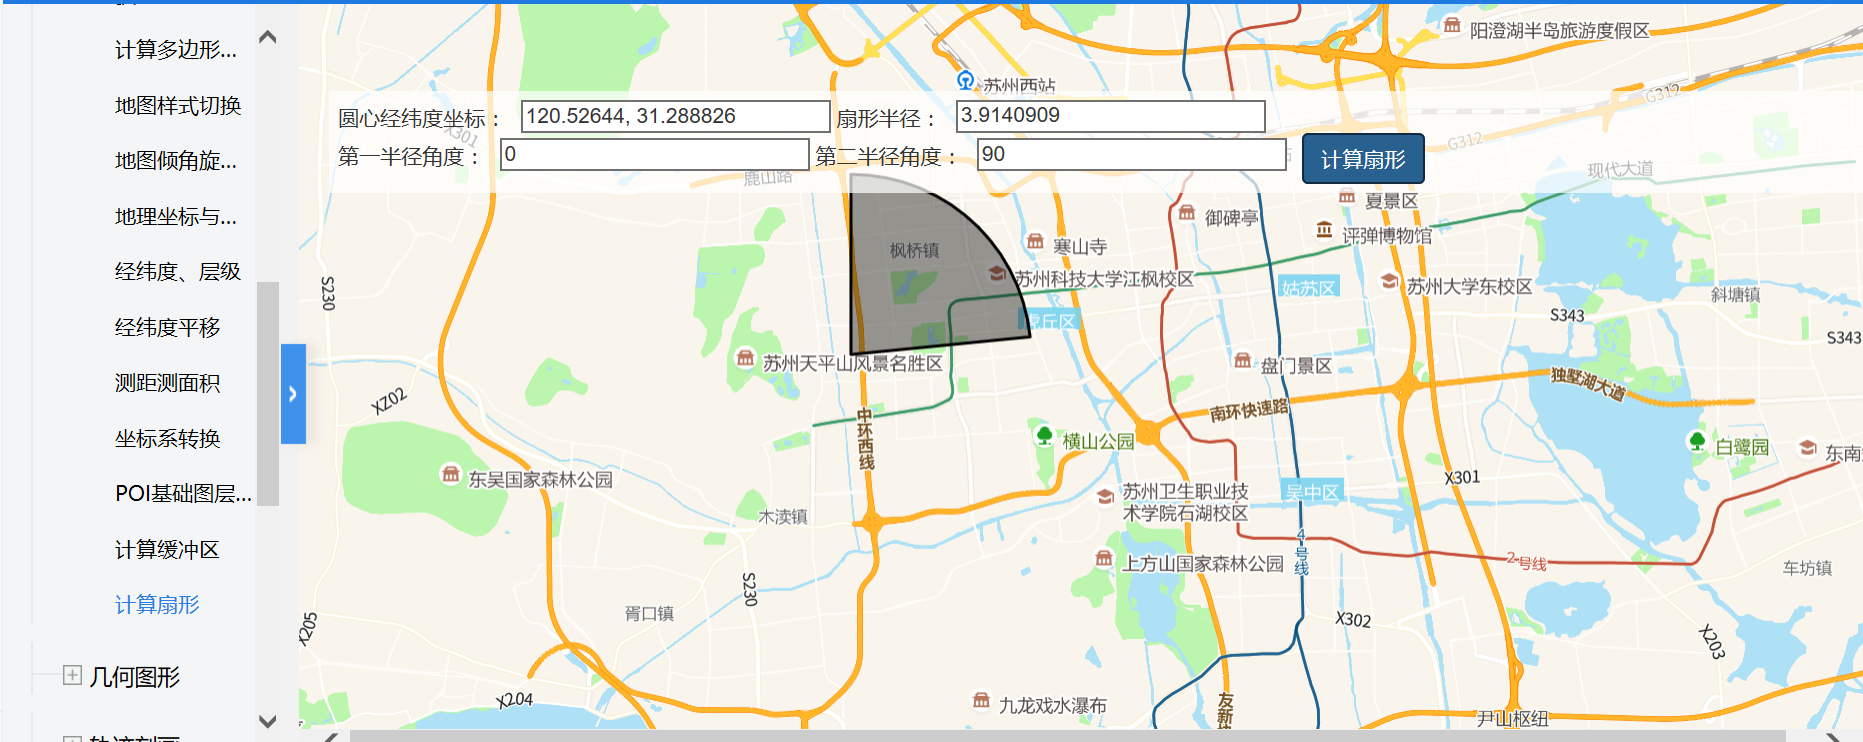 计算多边形...
地图样式切换
地图倾角旋...
地理坐标与...
经纬度、层级
经纬度平移
测距测面积
坐标系转换
POI基础图层...
计算缓冲区
计算扇形
几何图形
圆心经纬度坐标：
120.52644, 31.288826
扇形半径：
3.9140909
第一半径角度：
0
第二半径角度：
90
计算扇形
阳澄湖半岛旅游度假区
苏州西站
G312
X301
G312
鹿山路
现代大道
夏景区
御碑亭
评弹博物馆
枫桥镇
寒山寺
苏州科技大学江枫校区
姑苏区
苏州大学东校区
斜塘镇
S230
虎丘区
S343
S343
苏州天平山风景名胜区
盘门景区
XZ02
独墅湖大道
南环快速路
中环西线
横山公园
白鹭园
东南
东吴国家森林公园
X301
苏州卫生职业技
术学院石湖校区
吴中区
木渎镇
4号线
上方山国家森林公园
2号线
车坊镇
S230
胥口镇
X205
X302
X203
X204
九龙戏水瀑布
友新快
尹山枢纽